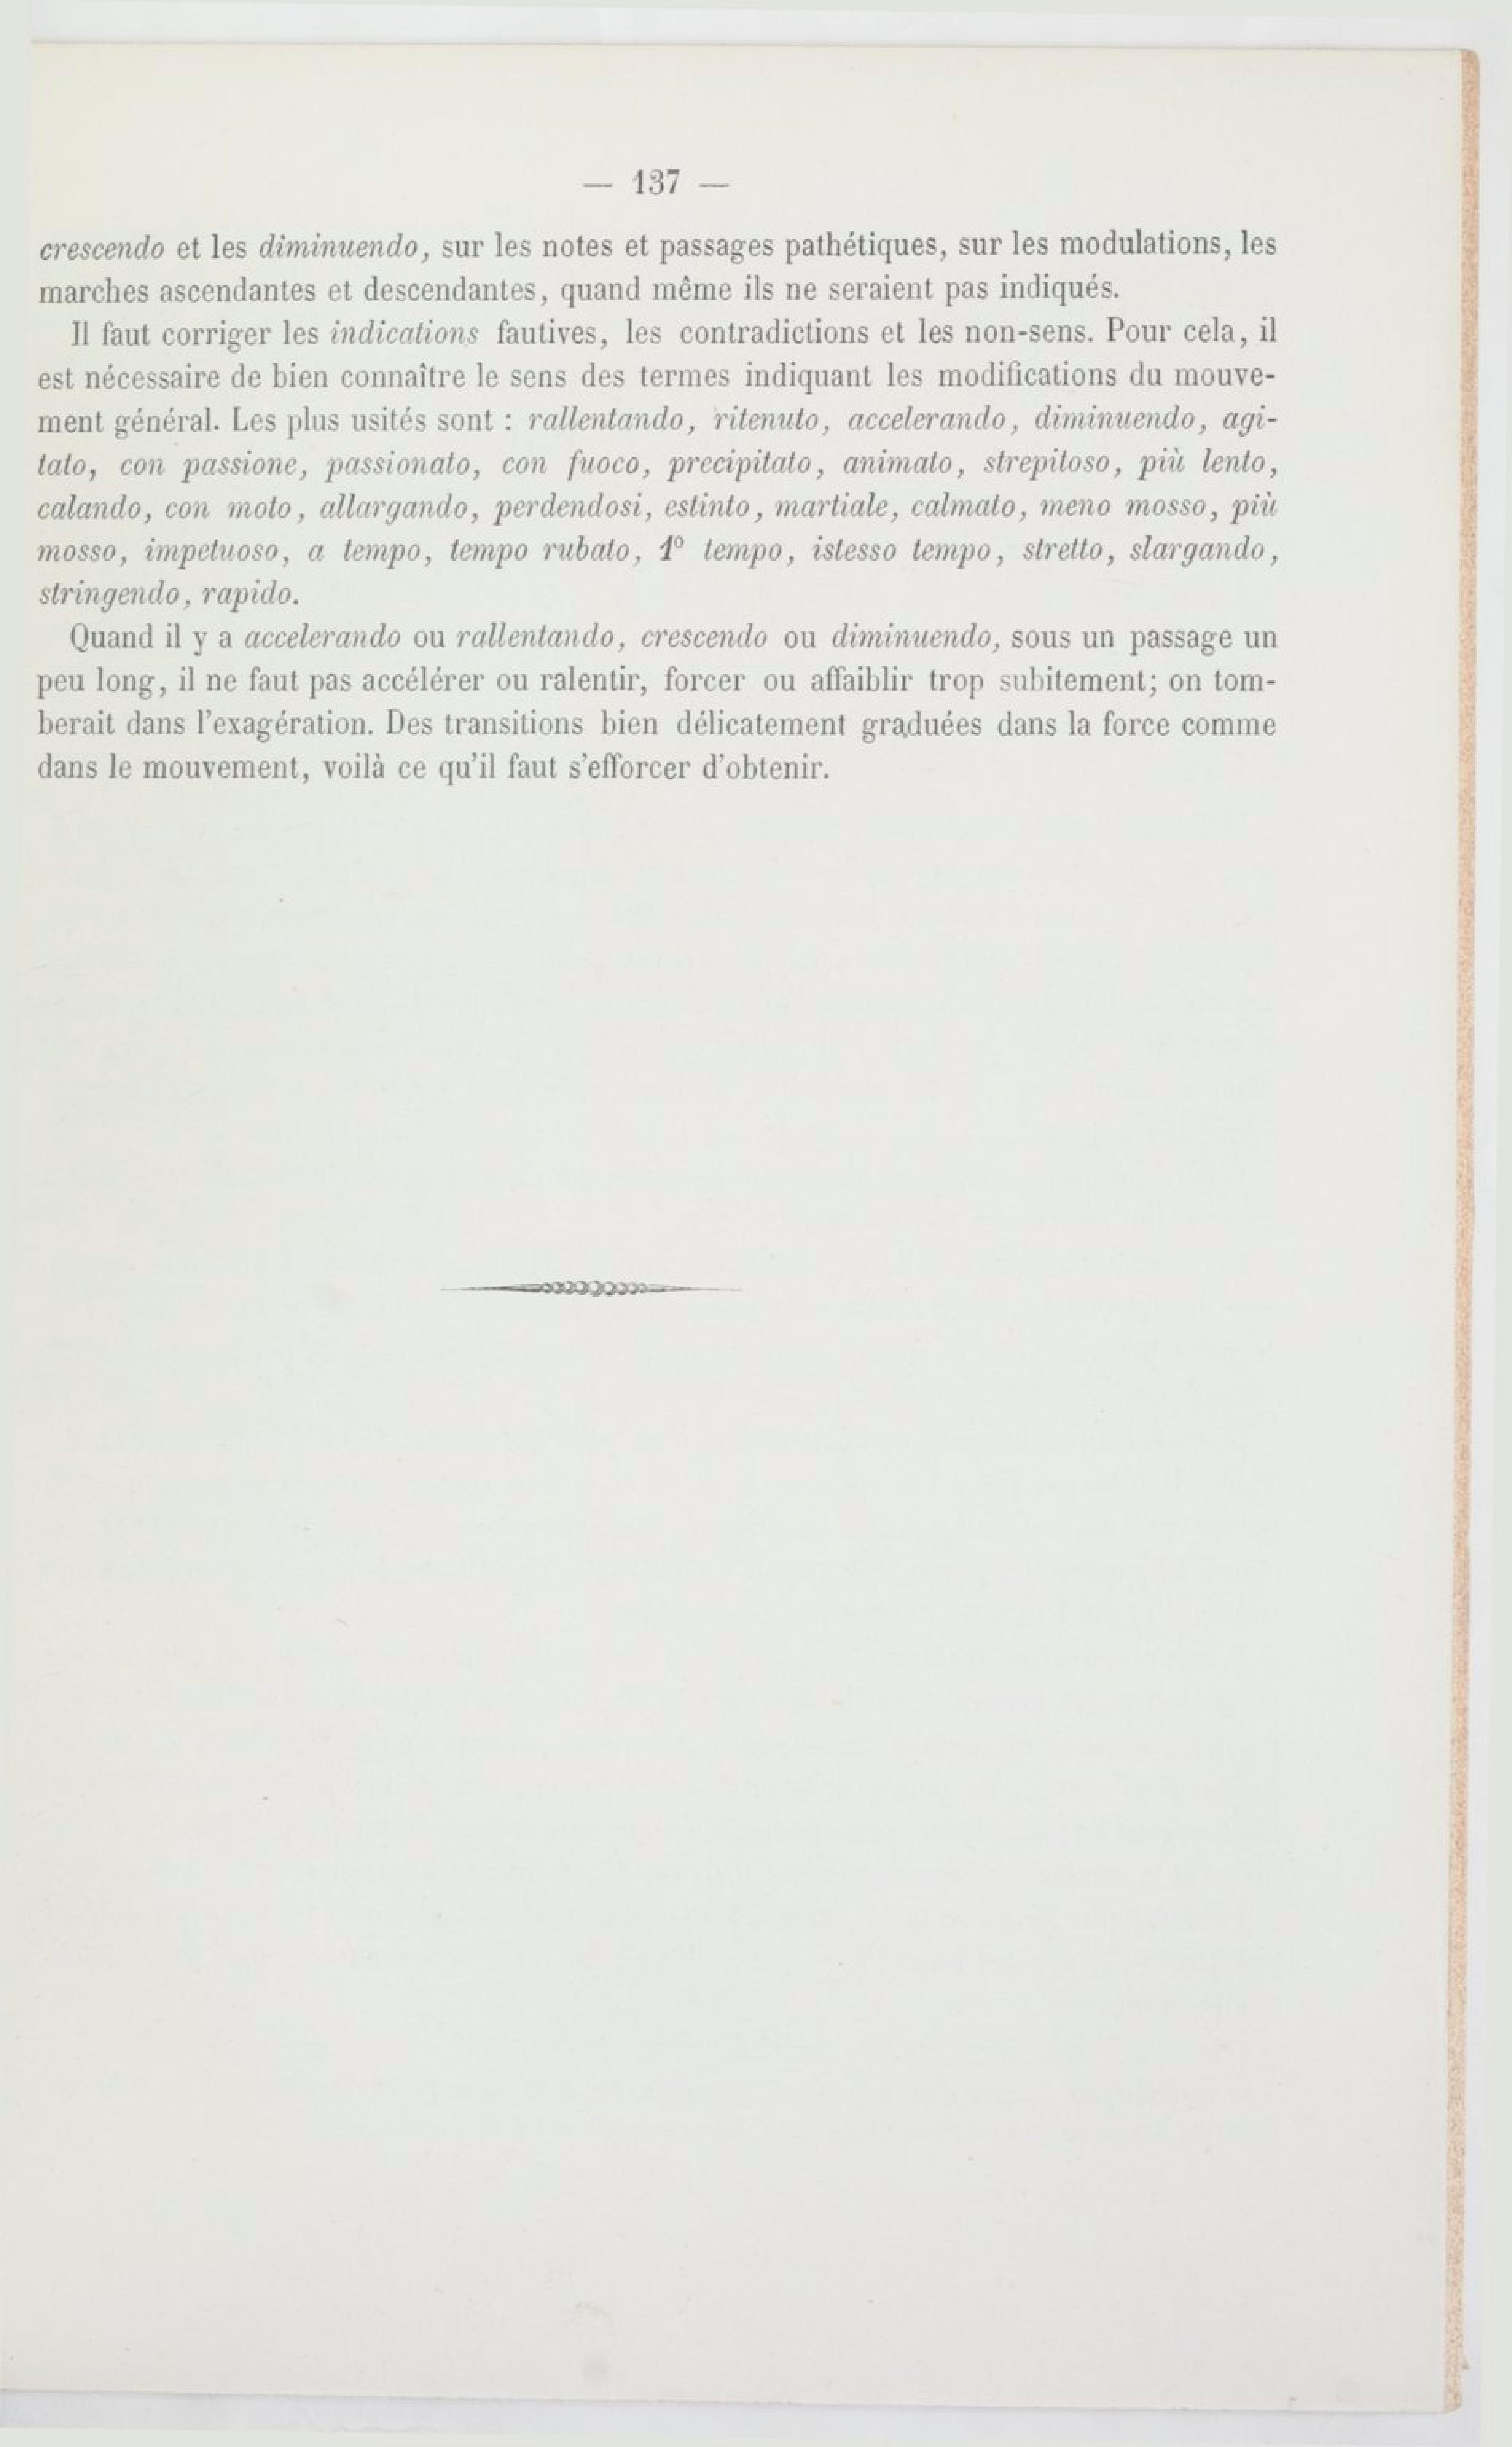 — 137 —
crescendo et les diminuendo, sur les notes et passages pathétiques, sur les modulations, les
marches ascendantes et descendantes, quand même ils ne seraient pas indiqués.
Il faut corriger les indications fautives, les contradictions et les non-sens. Pour cela, il
est nécessaire de bien connaître le sens des termes indiquant les modifications du mouve-
ment général. Les plus usités sont : rallentando, ritenuto, accelerando, diminuendo, agi-
tato, con passione, passionato, con fuoco, precipitato, animato, strepitoso, più lento,
calando, con moto, allargando, perdendosi, estinto, martiale, calmato, meno mosso, più
mosso, impetuoso, a tempo, tempo rubato, 1º tempo, istesso tempo, stretto, slargando,
stringendo, rapido.
Quand il y a accelerando ou rallentando, crescendo ou diminuendo, sous un passage un
peu long, il ne faut pas accélérer ou ralentir, forcer ou affaiblir trop subitement; on tom-
berait dans l'exagération. Des transitions bien délicatement graduées dans la force comme
dans le mouvement, voilà ce qu'il faut s'efforcer d'obtenir.